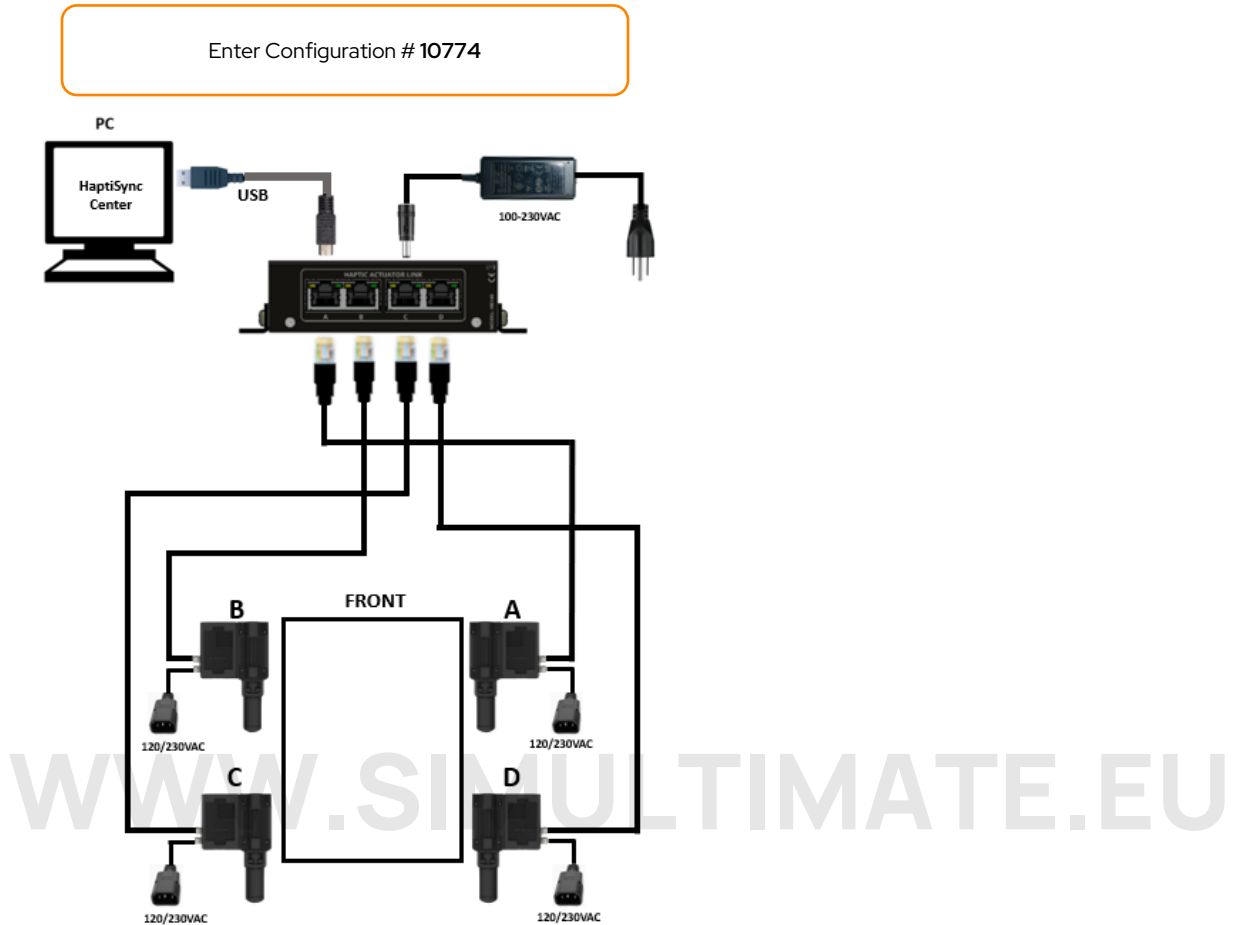 Enter Configuration # 10774
PC
HaptiSync
Center
USB
100-230VAC
HAPTIC ACTUATOR LINK
A B C D
FRONT
B
A
120/230VAC
120/230VAC
WWW.SIMULTIMATE.EU
C
D
120/230VAC
120/230VAC